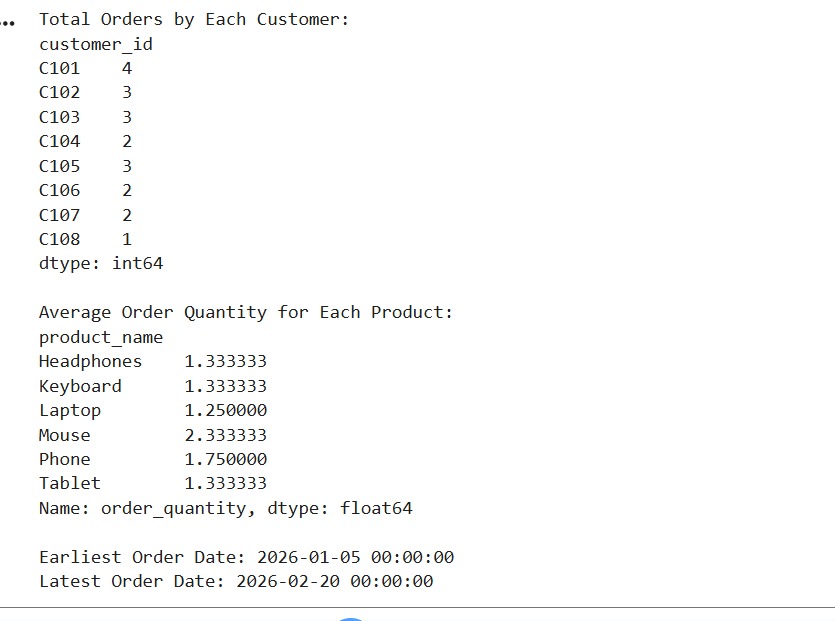 Total Orders by Each Customer:
customer_id
C101    4
C102    3
C103    3
C104    2
C105    3
C106    2
C107    2
C108    1
dtype: int64

Average Order Quantity for Each Product:
product_name
Headphones    1.333333
Keyboard      1.333333
Laptop        1.250000
Mouse         2.333333
Phone         1.750000
Tablet        1.333333
Name: order_quantity, dtype: float64

Earliest Order Date: 2026-01-05 00:00:00
Latest Order Date: 2026-02-20 00:00:00